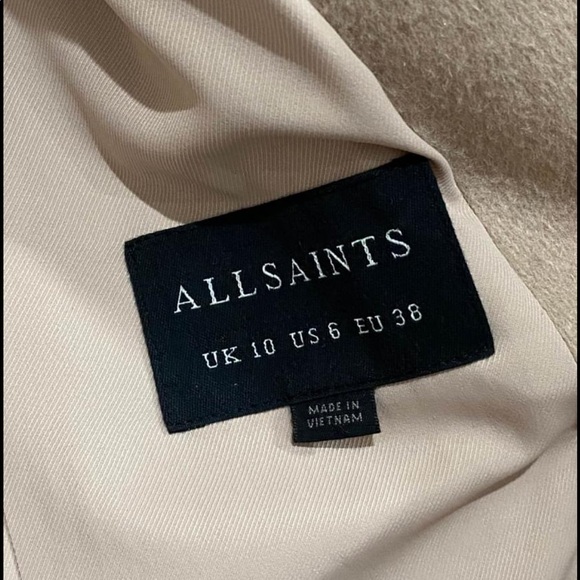 ALLSAINTS
UK 10 US 6 EU 38
MADE IN
VIETNAM